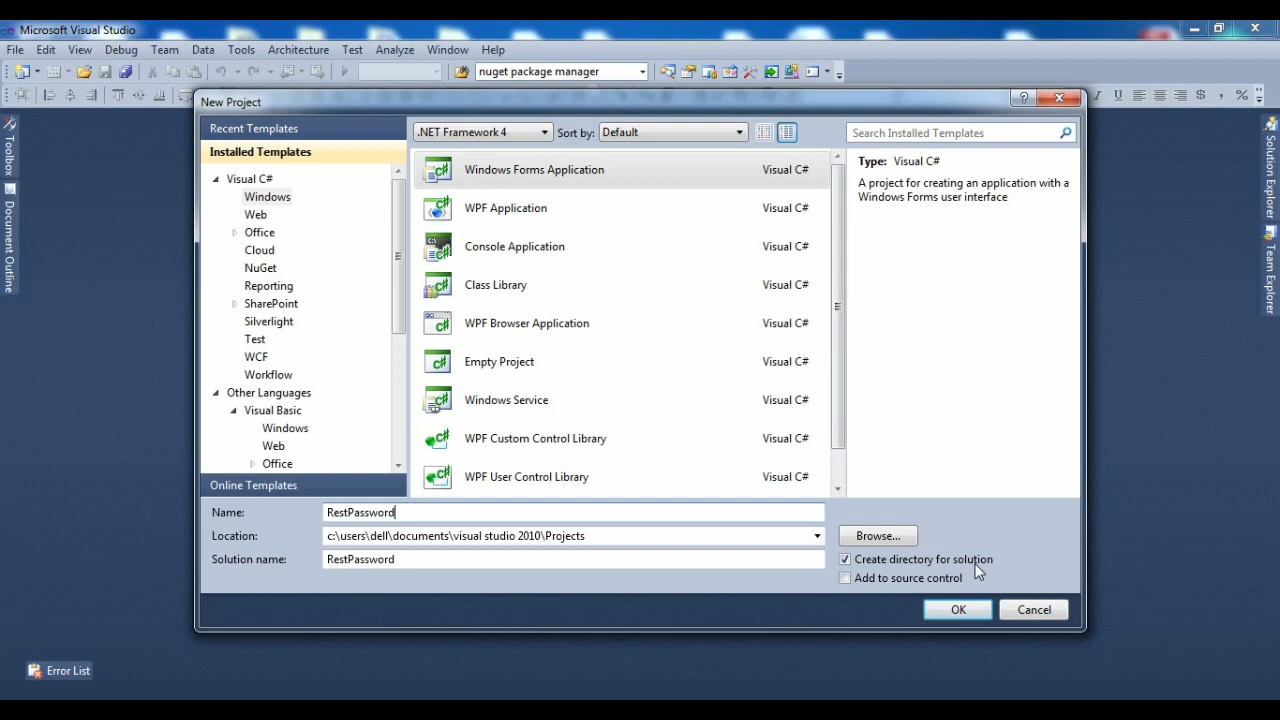 Microsoft Visual Studio
File Edit View Debug Team Data Tools Architecture Test Analyze Window Help
nuget package manager
I U $ , %
New Project
Recent Templates
Installed Templates
Visual C#
Windows
Web
Office
Cloud
NuGet
Reporting
SharePoint
Silverlight
Test
WCF
Workflow
Other Languages
Visual Basic
Windows
Web
Office
Online Templates
.NET Framework 4 Sort by: Default
Windows Forms Application Visual C#
WPF Application Visual C#
Console Application Visual C#
Class Library Visual C#
WPF Browser Application Visual C#
Empty Project Visual C#
Windows Service Visual C#
WPF Custom Control Library Visual C#
WPF User Control Library Visual C#
Search Installed Templates
Type: Visual C#
A project for creating an application with a
Windows Forms user interface
Name: RestPassword
Location: c:\users\dell\documents\visual studio 2010\Projects
Browse...
Solution name: RestPassword
Create directory for solution
Add to source control
OK Cancel
Toolbox
Document Outline
Solution Explorer
Team Explorer
Error List